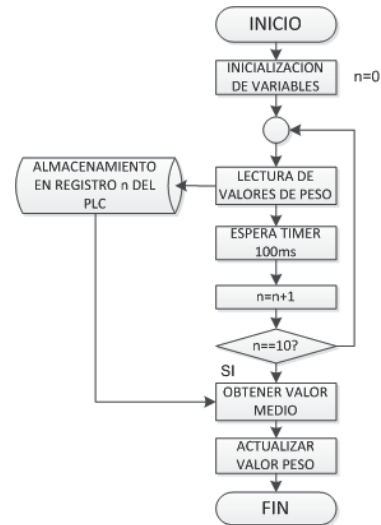 INICIO
INICIALIZACION
DE VARIABLES
n=0
ALMACENAMIENTO
EN REGISTRO n DEL
PLC
LECTURA DE
VALORES DE PESO
ESPERA TIMER
100ms
n=n+1
n==10?
SI
OBTENER VALOR
MEDIO
ACTUALIZAR
VALOR PESO
FIN